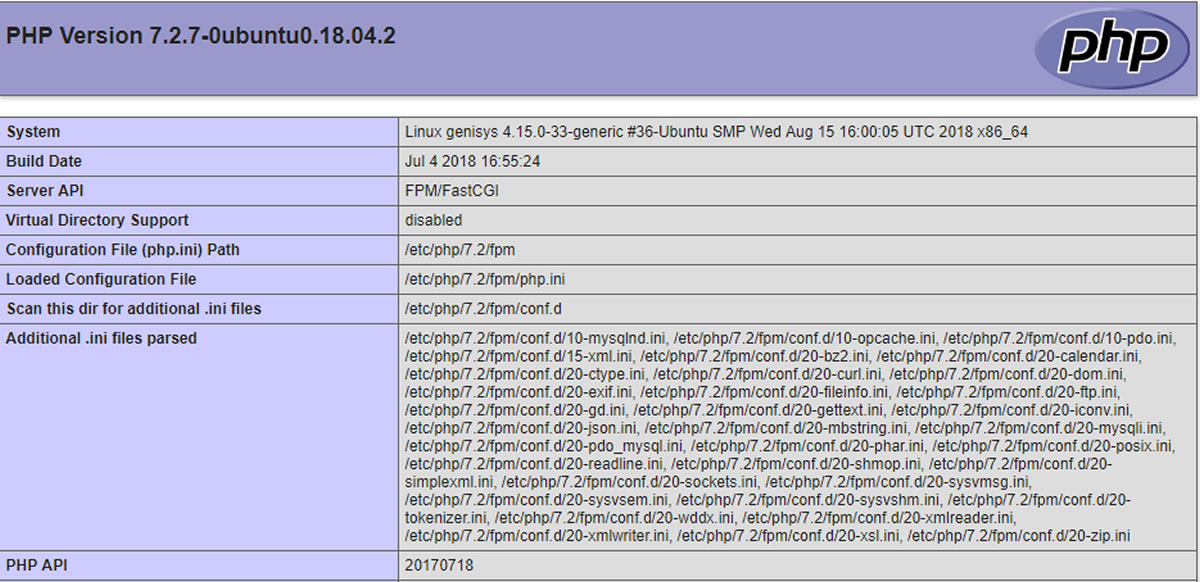 PHP Version 7.2.7-0ubuntu0.18.04.2
php
System Linux genisys 4.15.0-33-generic #36-Ubuntu SMP Wed Aug 15 16:00:05 UTC 2018 x86_64
Build Date Jul 4 2018 16:55:24
Server API FPM/FastCGI
Virtual Directory Support disabled
Configuration File (php.ini) Path /etc/php/7.2/fpm
Loaded Configuration File /etc/php/7.2/fpm/php.ini
Scan this dir for additional .ini files /etc/php/7.2/fpm/conf.d
Additional .ini files parsed /etc/php/7.2/fpm/conf.d/10-mysqlnd.ini, /etc/php/7.2/fpm/conf.d/10-opcache.ini, /etc/php/7.2/fpm/conf.d/10-pdo.ini,
/etc/php/7.2/fpm/conf.d/15-xml.ini, /etc/php/7.2/fpm/conf.d/20-bz2.ini, /etc/php/7.2/fpm/conf.d/20-calendar.ini,
/etc/php/7.2/fpm/conf.d/20-ctype.ini, /etc/php/7.2/fpm/conf.d/20-curl.ini, /etc/php/7.2/fpm/conf.d/20-dom.ini,
/etc/php/7.2/fpm/conf.d/20-exif.ini, /etc/php/7.2/fpm/conf.d/20-fileinfo.ini, /etc/php/7.2/fpm/conf.d/20-ftp.ini,
/etc/php/7.2/fpm/conf.d/20-gd.ini, /etc/php/7.2/fpm/conf.d/20-gettext.ini, /etc/php/7.2/fpm/conf.d/20-iconv.ini,
/etc/php/7.2/fpm/conf.d/20-json.ini, /etc/php/7.2/fpm/conf.d/20-mbstring.ini, /etc/php/7.2/fpm/conf.d/20-mysqli.ini,
/etc/php/7.2/fpm/conf.d/20-pdo_mysql.ini, /etc/php/7.2/fpm/conf.d/20-phar.ini, /etc/php/7.2/fpm/conf.d/20-posix.ini,
/etc/php/7.2/fpm/conf.d/20-readline.ini, /etc/php/7.2/fpm/conf.d/20-shmop.ini, /etc/php/7.2/fpm/conf.d/20-
simplexml.ini, /etc/php/7.2/fpm/conf.d/20-sockets.ini, /etc/php/7.2/fpm/conf.d/20-sysvmsg.ini,
/etc/php/7.2/fpm/conf.d/20-sysvsem.ini, /etc/php/7.2/fpm/conf.d/20-sysvshm.ini, /etc/php/7.2/fpm/conf.d/20-
tokenizer.ini, /etc/php/7.2/fpm/conf.d/20-wddx.ini, /etc/php/7.2/fpm/conf.d/20-xmlreader.ini,
/etc/php/7.2/fpm/conf.d/20-xmlwriter.ini, /etc/php/7.2/fpm/conf.d/20-xsl.ini, /etc/php/7.2/fpm/conf.d/20-zip.ini
PHP API 20170718